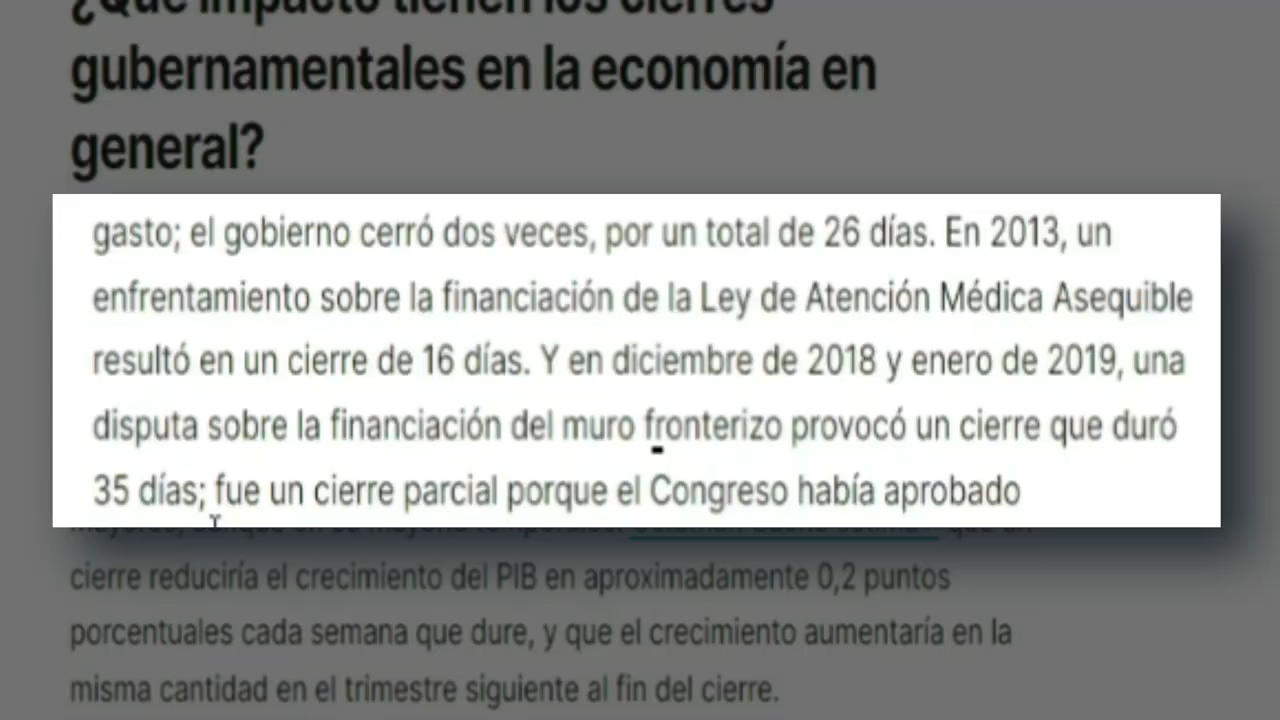 ¿Qué impacto tienen los cierres
gubernamentales en la economía en
general?
gasto; el gobierno cerró dos veces, por un total de 26 días. En 2013, un
enfrentamiento sobre la financiación de la Ley de Atención Médica Asequible
resultó en un cierre de 16 días. Y en diciembre de 2018 y enero de 2019, una
disputa sobre la financiación del muro fronterizo provocó un cierre que duró
35 días; fue un cierre parcial porque el Congreso había aprobado
cierre reduciría el crecimiento del PIB en aproximadamente 0,2 puntos
porcentuales cada semana que dure, y que el crecimiento aumentaría en la
misma cantidad en el trimestre siguiente al fin del cierre.